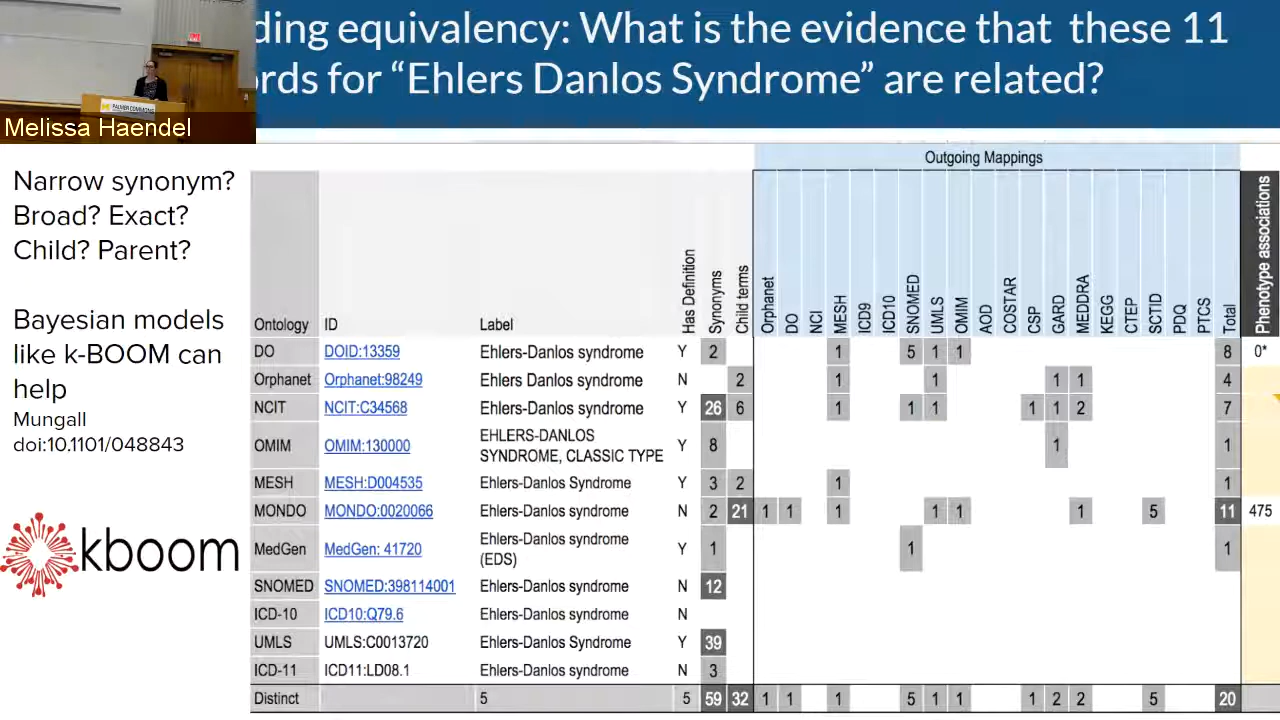 ding equivalency: What is the evidence that these 11
rds for “Ehlers Danlos Syndrome” are related?
PALMER COMMONS
Melissa Haendel
Narrow synonym?
Broad? Exact?
Child? Parent?
Bayesian models
like k-BOOM can
help
Mungall
doi:10.1101/048843
kboom
Outgoing Mappings
Ontology ID Label Has Definition Synonyms Child terms Orphanet DO NCI MESH ICD9 ICD10 SNOMED UMLS OMIM AOD COSTAR CSP GARD MEDDRA KEGG CTEP SCTID PDQ PTCS Total Phenotype associations
DO DOID:13359 Ehlers-Danlos syndrome Y 2 1 5 1 1 8 0*
Orphanet Orphanet:98249 Ehlers Danlos syndrome N 2 1 1 1 1 4
NCIT NCIT:C34568 Ehlers-Danlos syndrome Y 26 6 1 1 1 1 1 2 7
OMIM OMIM:130000 EHLERS-DANLOS
SYNDROME, CLASSIC TYPE Y 8 1 1
MESH MESH:D004535 Ehlers-Danlos Syndrome Y 3 2 1 1
MONDO MONDO:0020066 Ehlers-Danlos syndrome N 2 21 1 1 1 1 1 1 5 11 475
MedGen MedGen: 41720 Ehlers-Danlos syndrome
(EDS) Y 1 1 1
SNOMED SNOMED:398114001 Ehlers-Danlos syndrome N 12
ICD-10 ICD10:Q79.6 Ehlers-Danlos syndrome N
UMLS UMLS:C0013720 Ehlers-Danlos Syndrome Y 39
ICD-11 ICD11:LD08.1 Ehlers-Danlos syndrome N 3
Distinct 5 5 59 32 1 1 1 5 1 1 1 2 2 5 20